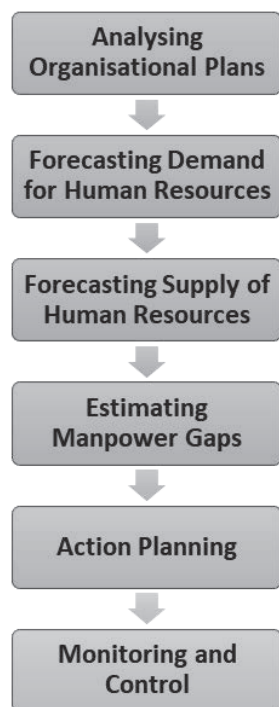 Analysing
Organisational Plans
Forecasting Demand
for Human Resources
Forecasting Supply of
Human Resources
Estimating
Manpower Gaps
Action Planning
Monitoring and
Control